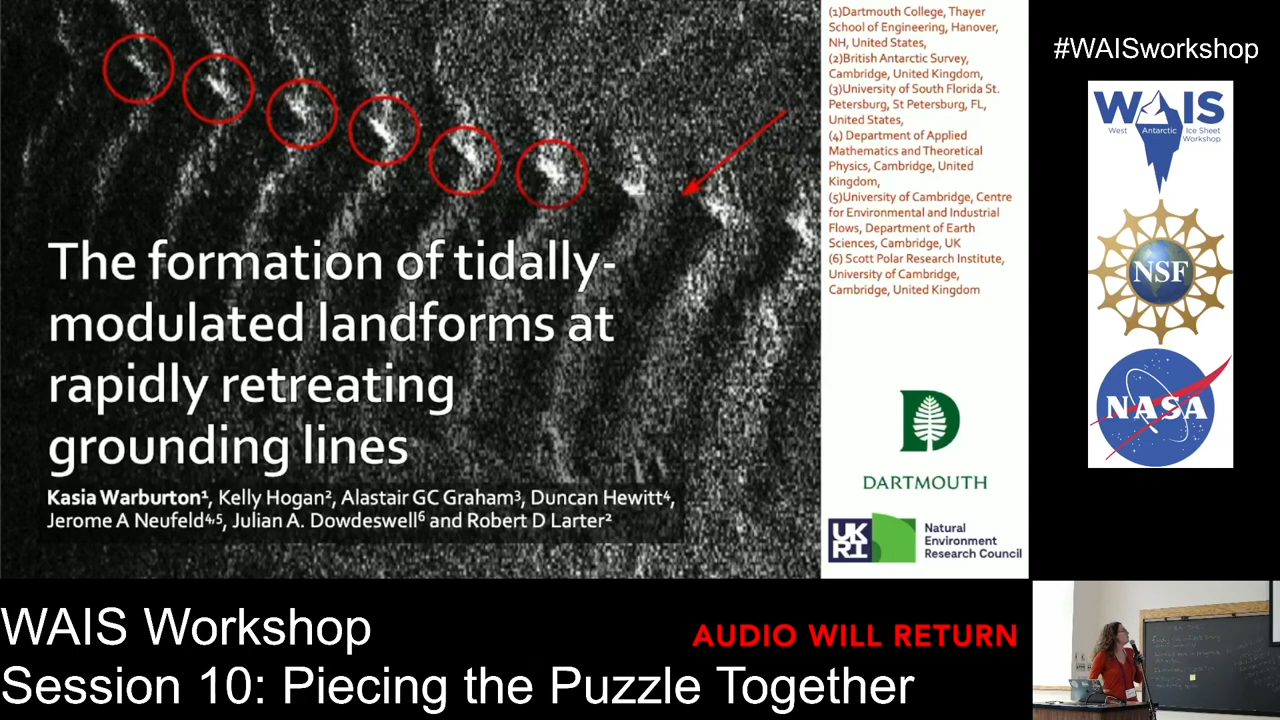 The formation of tidally-
modulated landforms at
rapidly retreating
grounding lines
Kasia Warburton¹, Kelly Hogan², Alastair GC Graham³, Duncan Hewitt⁴,
Jerome A Neufeld⁴,⁵, Julian A. Dowdeswell⁶ and Robert D Larter²
(1)Dartmouth College, Thayer
School of Engineering, Hanover,
NH, United States,
(2)British Antarctic Survey,
Cambridge, United Kingdom,
(3)University of South Florida St.
Petersburg, St Petersburg, FL,
United States,
(4) Department of Applied
Mathematics and Theoretical
Physics, Cambridge, United
Kingdom,
(5)University of Cambridge, Centre
for Environmental and Industrial
Flows, Department of Earth
Sciences, Cambridge, UK
(6) Scott Polar Research Institute,
University of Cambridge,
Cambridge, United Kingdom
D
DARTMOUTH
UK
RI
Natural
Environment
Research Council
#WAISworkshop
WAIS
West Antarctic Ice Sheet
Workshop
NSF
NASA
WAIS Workshop
AUDIO WILL RETURN
Session 10: Piecing the Puzzle Together